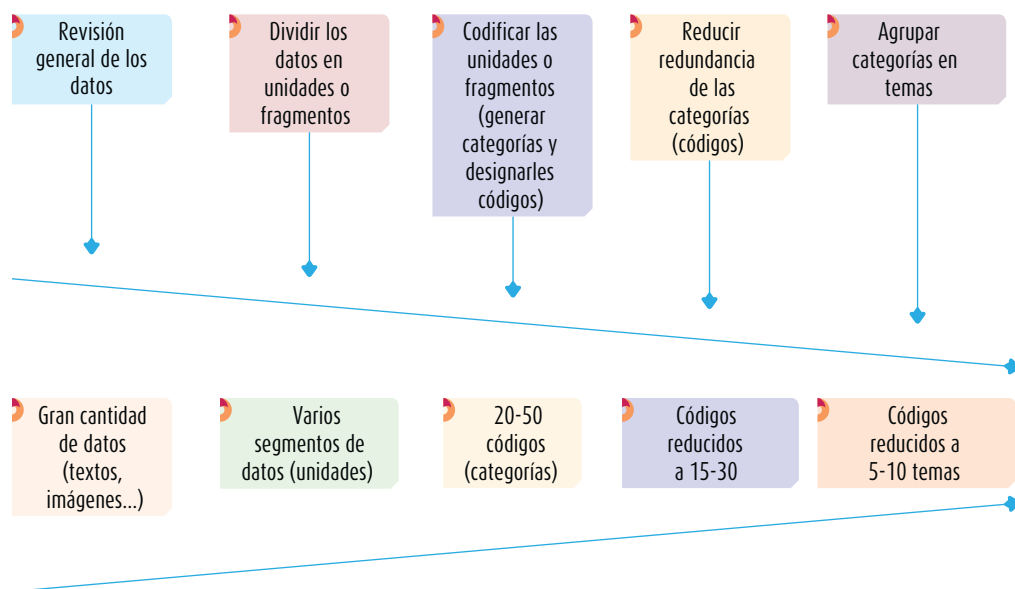 Revisión
general de los
datos
Dividir los
datos en
unidades o
fragmentos
Codificar las
unidades o
fragmentos
(generar
categorías y
designarles
códigos)
Reducir
redundancia
de las
categorías
(códigos)
Agrupar
categorías en
temas
Gran cantidad
de datos
(textos,
imágenes...)
Varios
segmentos de
datos (unidades)
20-50
códigos
(categorías)
Códigos
reducidos
a 15-30
Códigos
reducidos a
5-10 temas